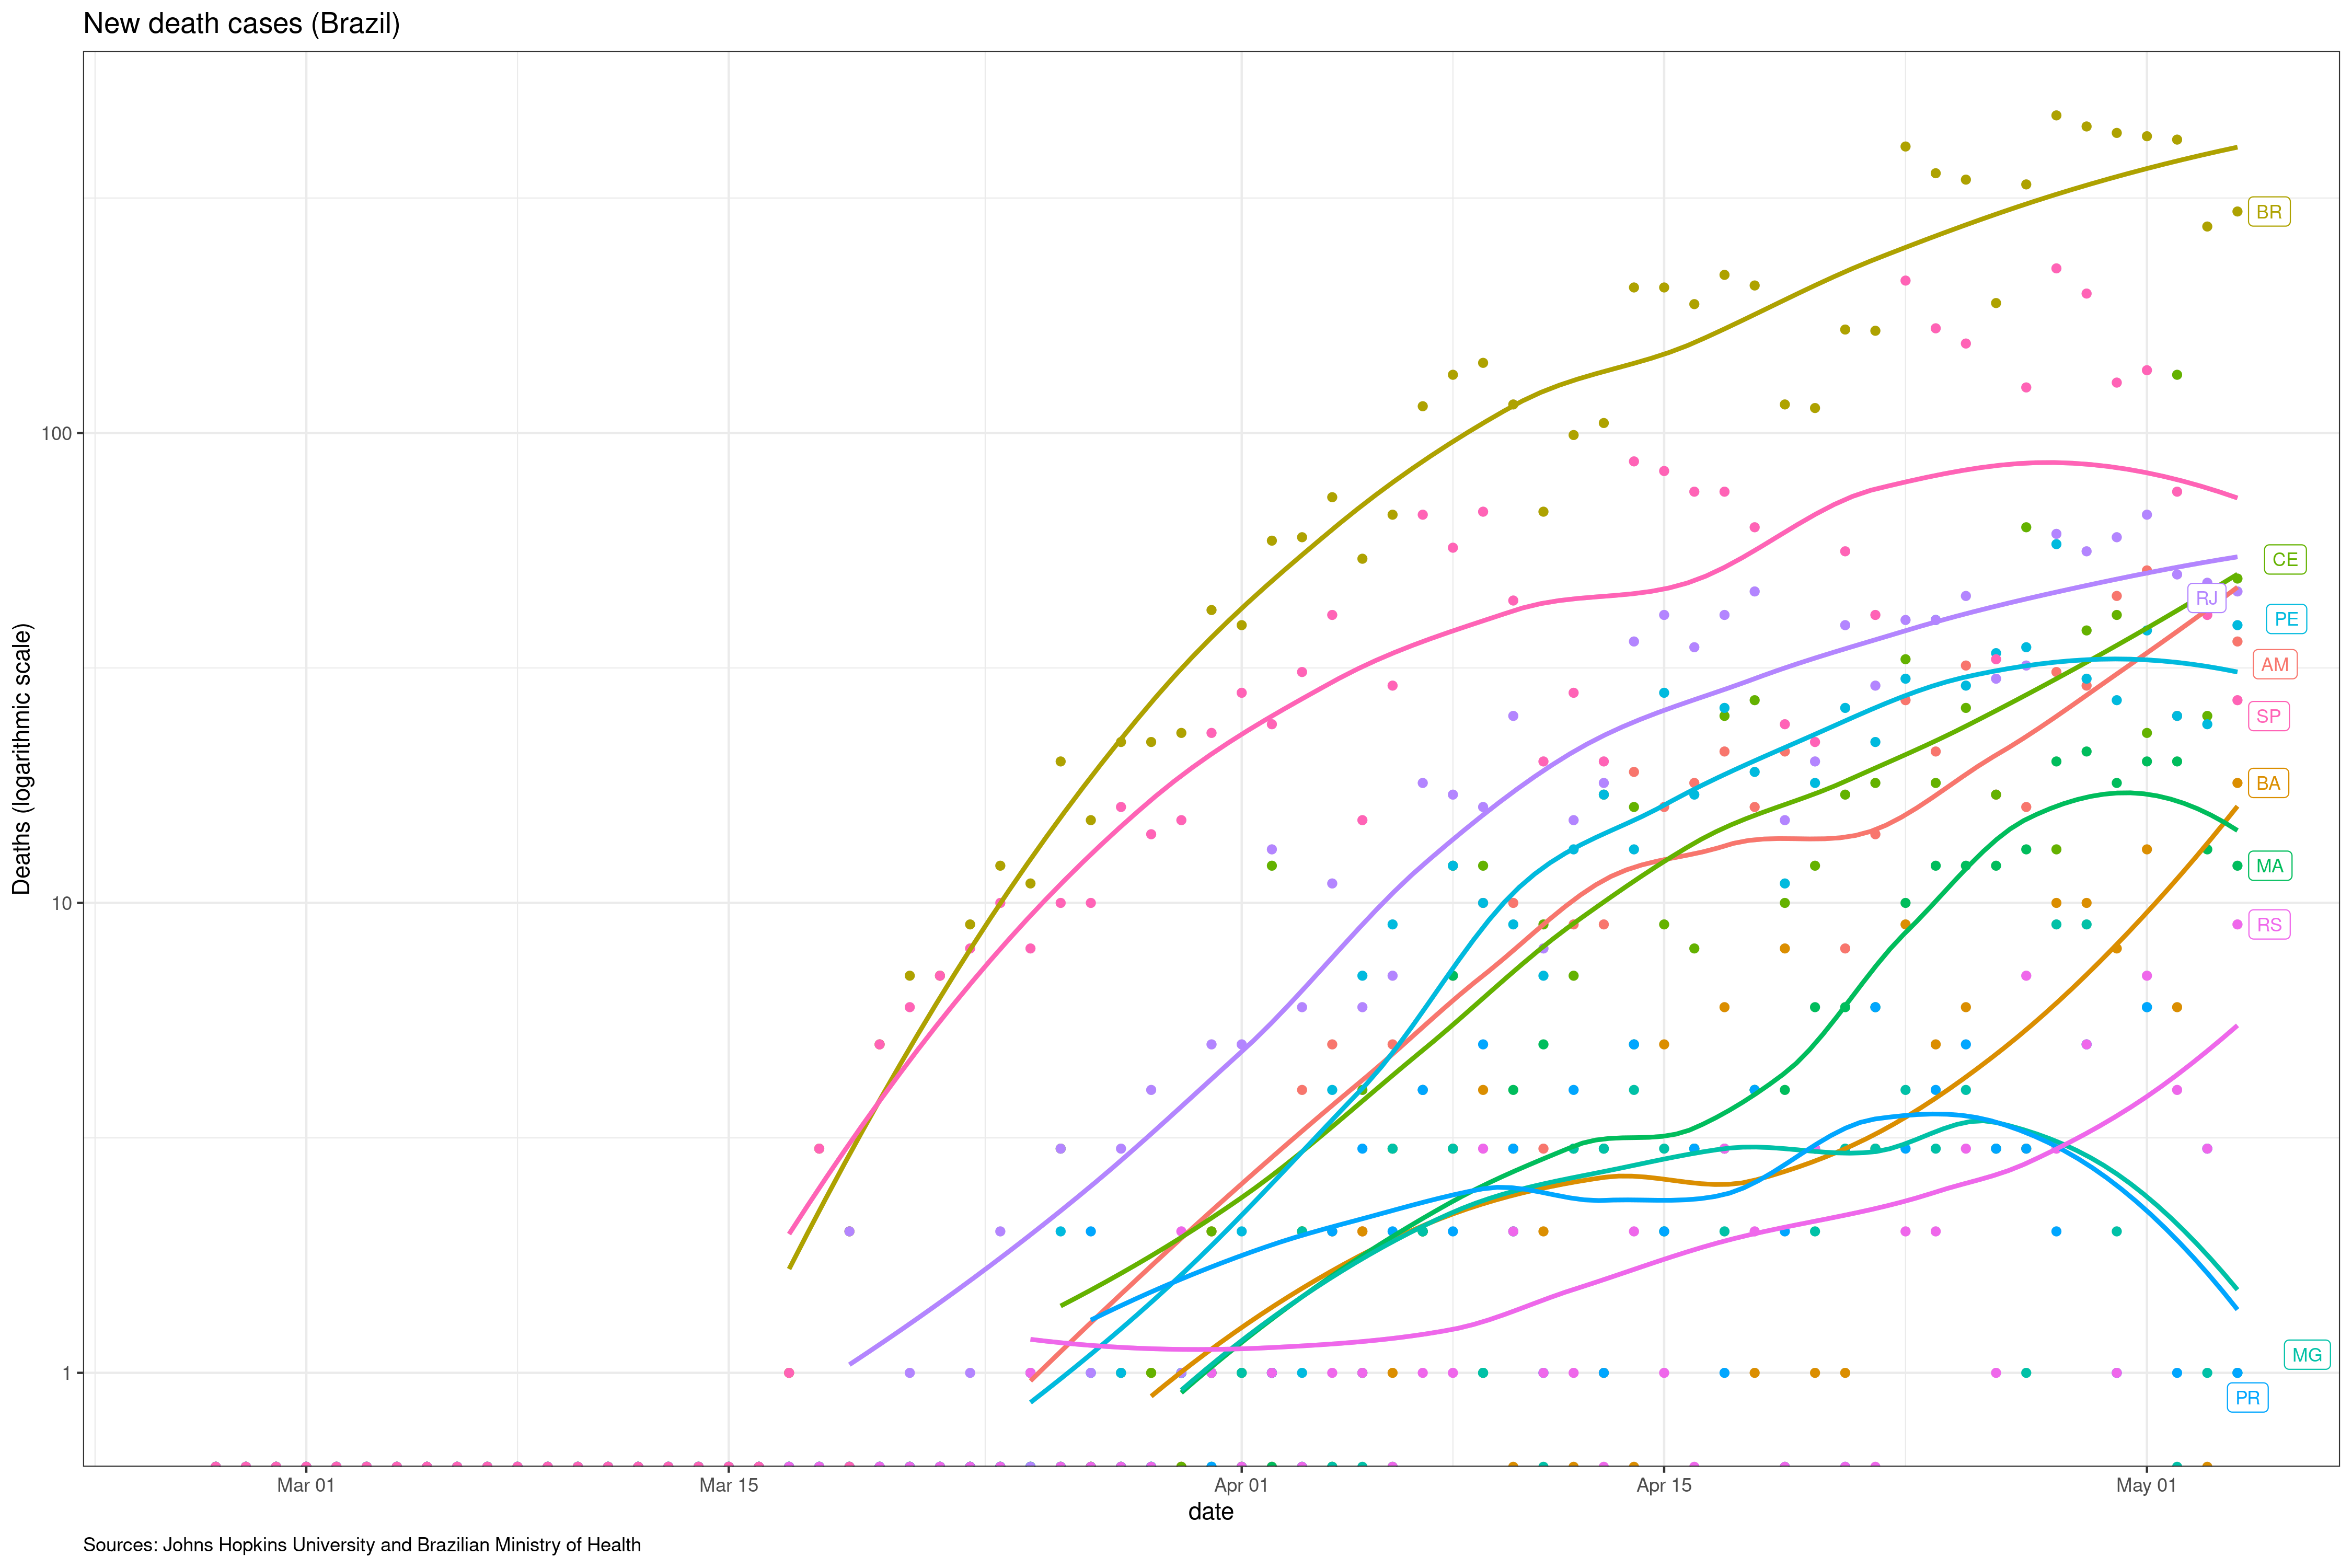 New death cases (Brazil)
Deaths (logarithmic scale)
100
10
1
BR
CE
RJ
PE
AM
SP
BA
MA
RS
MG
PR
Mar 01
Mar 15
Apr 01
Apr 15
May 01
date
Sources: Johns Hopkins University and Brazilian Ministry of Health